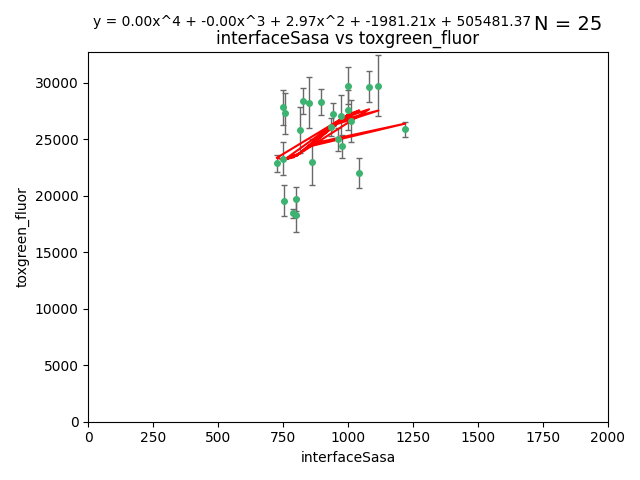 y = 0.00x^4 + -0.00x^3 + 2.97x^2 + -1981.21x + 505481.37 N = 25
interfaceSasa vs toxgreen_fluor
30000
25000
20000
15000
10000
5000
0
toxgreen_fluor
0 250 500 750 1000 1250 1500 1750 2000
interfaceSasa